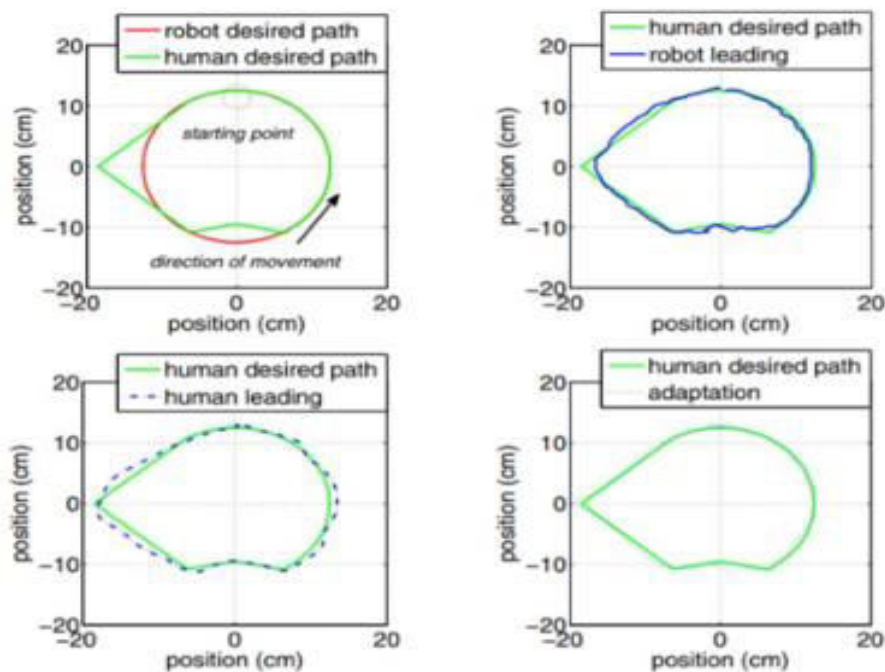 robot desired path
human desired path
20
10
0
−10
−20
−20
0
20
position (cm)
position (cm)
starting point
direction of movement
human desired path
robot leading
20
10
0
−10
−20
−20
0
20
position (cm)
position (cm)
human desired path
human leading
20
10
0
−10
−20
−20
0
20
position (cm)
position (cm)
human desired path
adaptation
20
10
0
−10
−20
−20
0
20
position (cm)
position (cm)